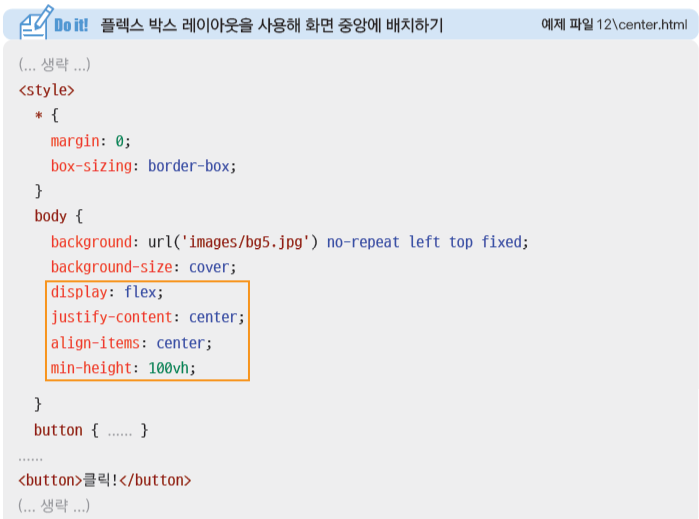 Do it! 플렉스 박스 레이아웃을 사용해 화면 중앙에 배치하기 예제 파일 12\center.html
(... 생략 ...)
<style>
* {
margin: 0;
box-sizing: border-box;
}
body {
background: url('images/bg5.jpg') no-repeat left top fixed;
background-size: cover;
display: flex;
justify-content: center;
align-items: center;
min-height: 100vh;
}
button { ...... }
......
<button>클릭!</button>
(... 생략 ...)